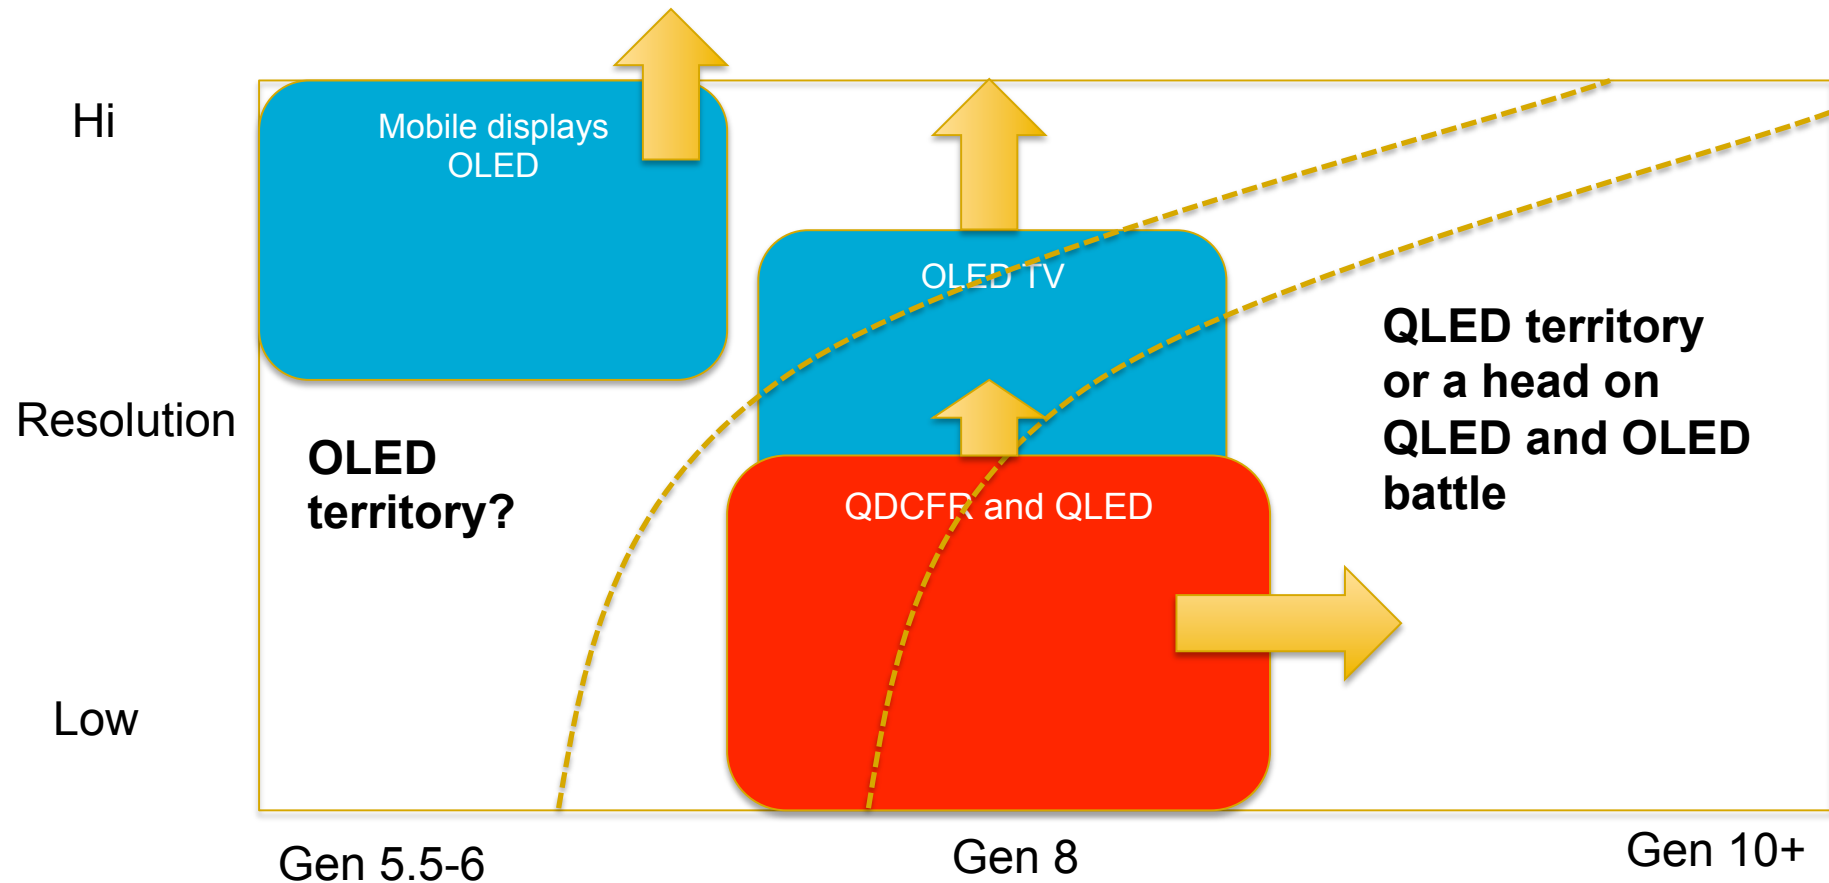 Hi
Mobile displays
OLED
OLED TV
QLED territory
or a head on
QLED and OLED
battle
Resolution
OLED
territory?
QDCFR and QLED
Low
Gen 5.5-6
Gen 8
Gen 10+